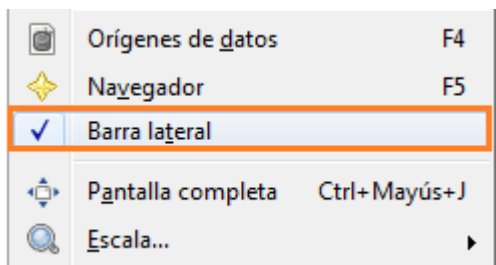 Orígenes de datos F4
Navegador F5
Barra lateral
Pantalla completa Ctrl+Mayús+J
Escala...